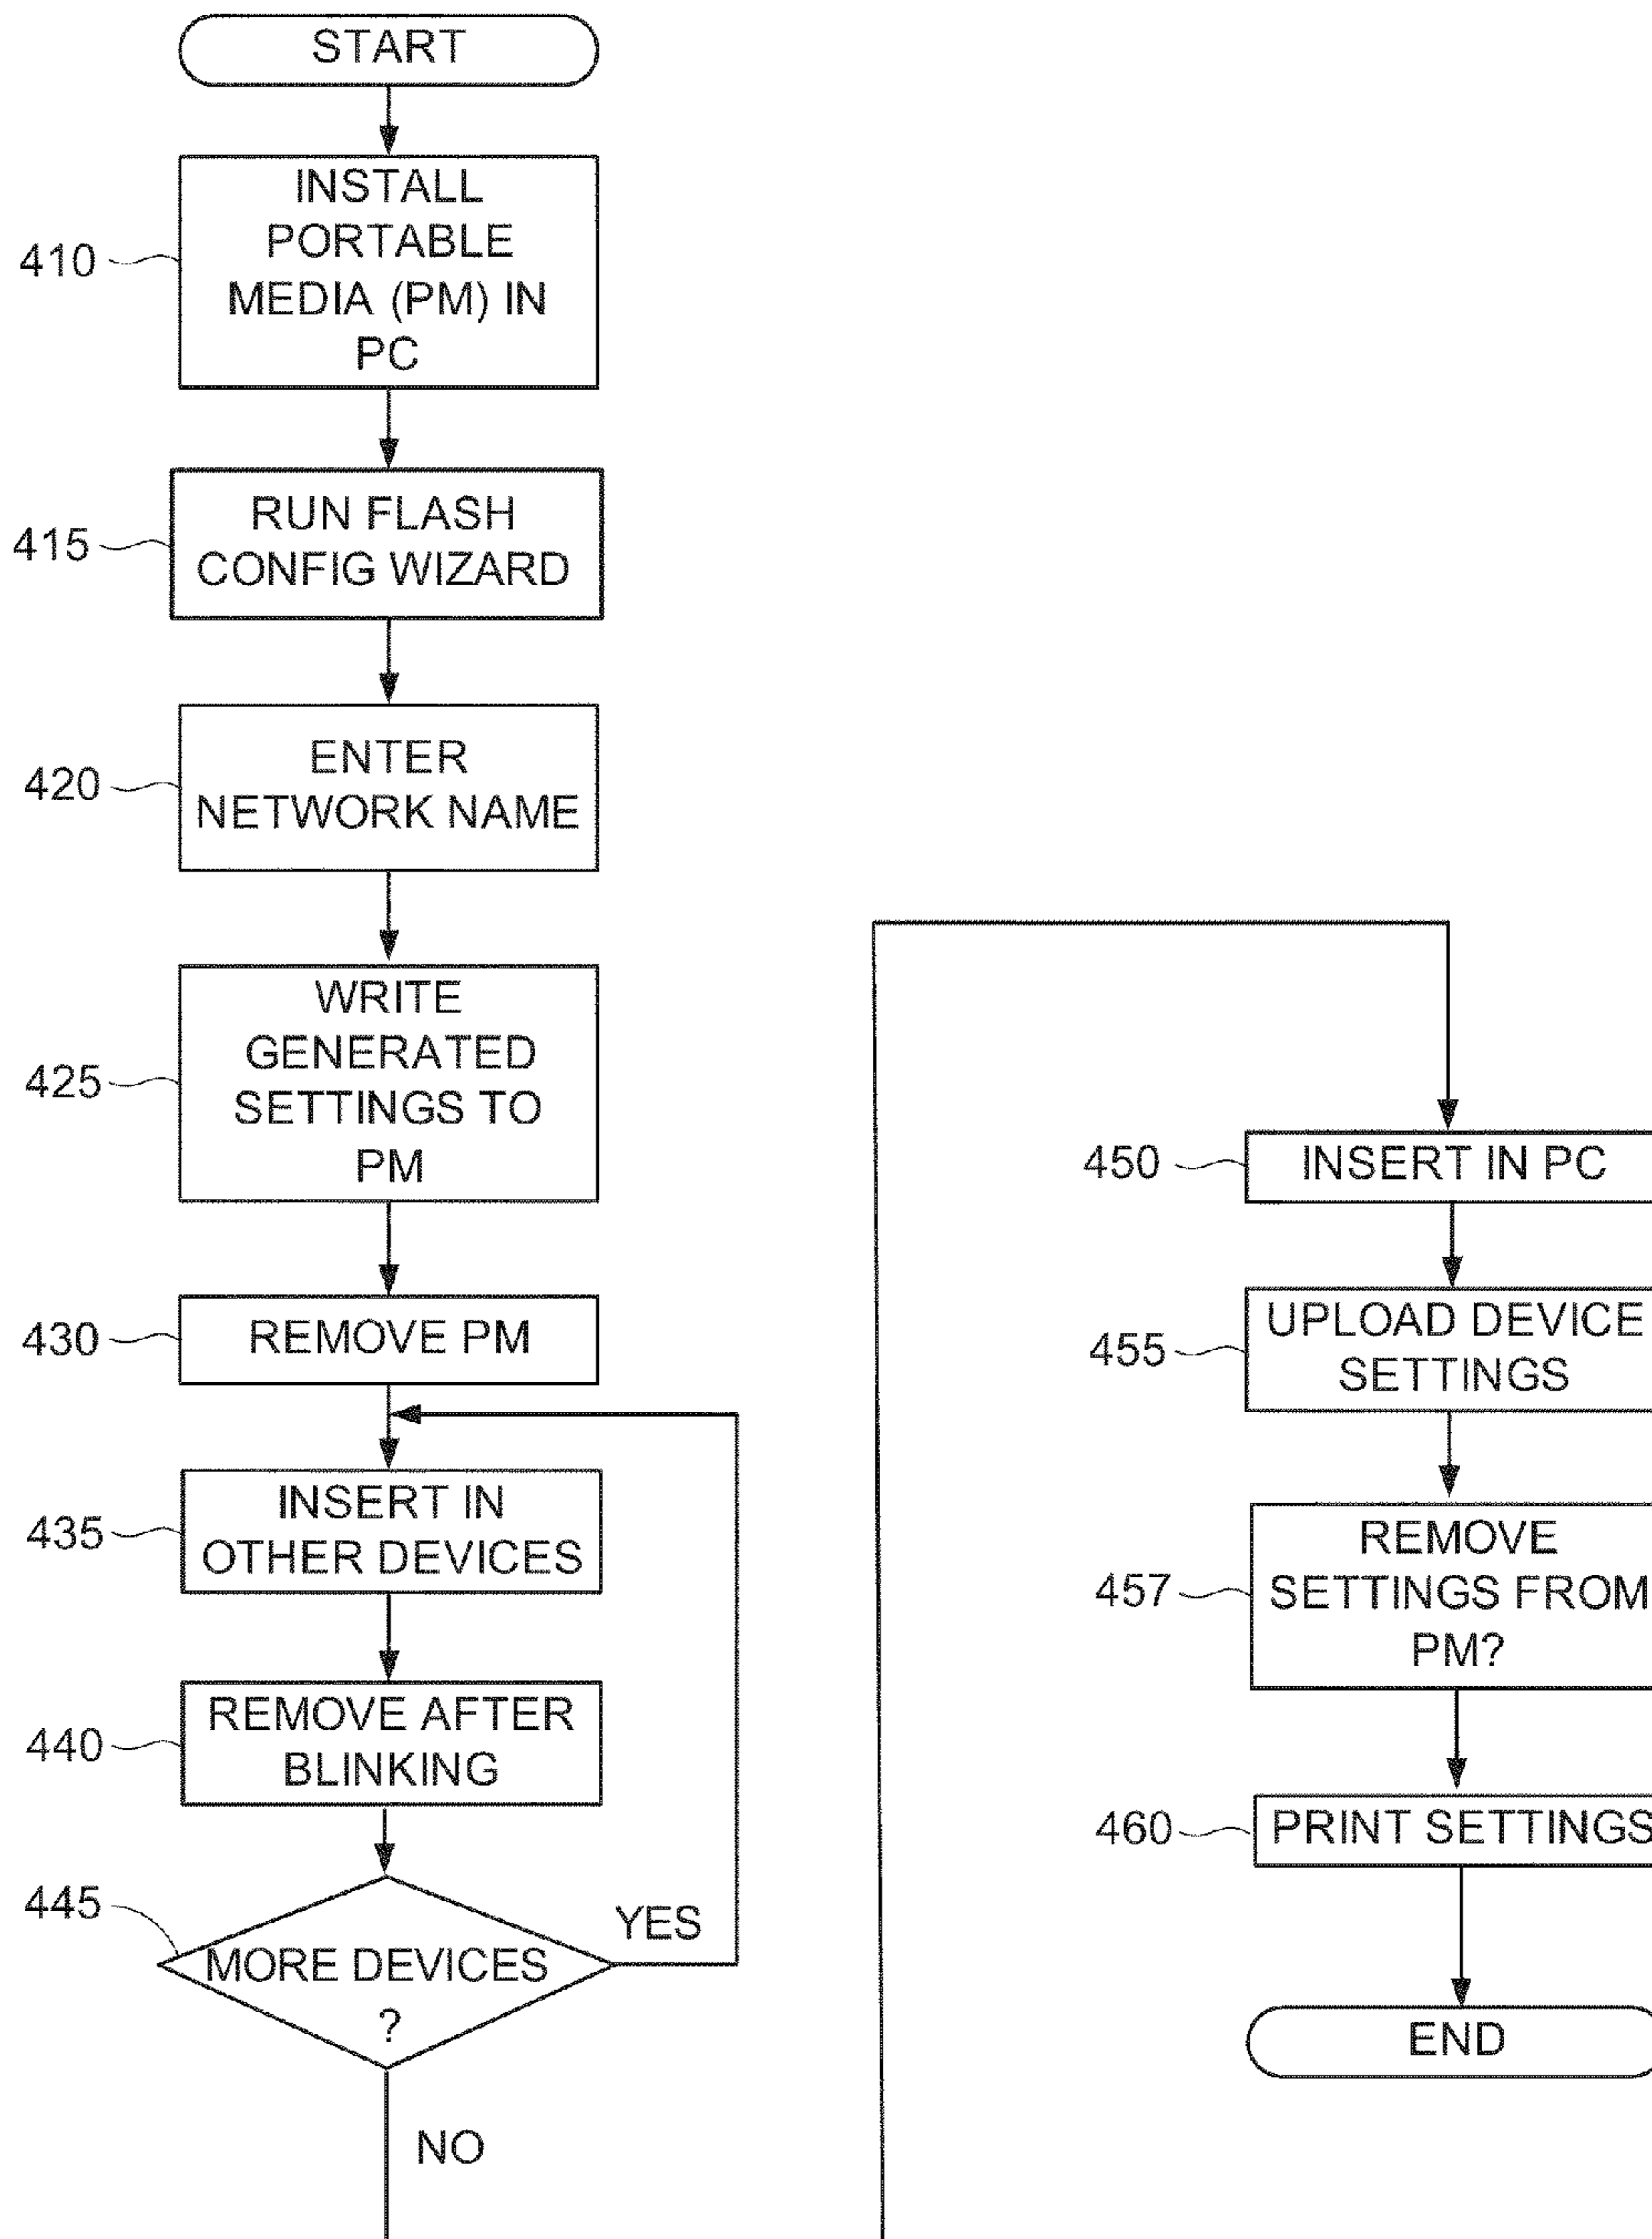 START
410
INSTALL
PORTABLE
MEDIA (PM) IN
PC
415
RUN FLASH
CONFIG WIZARD
420
ENTER
NETWORK NAME
425
WRITE
GENERATED
SETTINGS TO
PM
430
REMOVE PM
435
INSERT IN
OTHER DEVICES
440
REMOVE AFTER
BLINKING
445
MORE DEVICES
?
YES
NO
450
INSERT IN PC
455
UPLOAD DEVICE
SETTINGS
457
REMOVE
SETTINGS FROM
PM?
460
PRINT SETTINGS
END